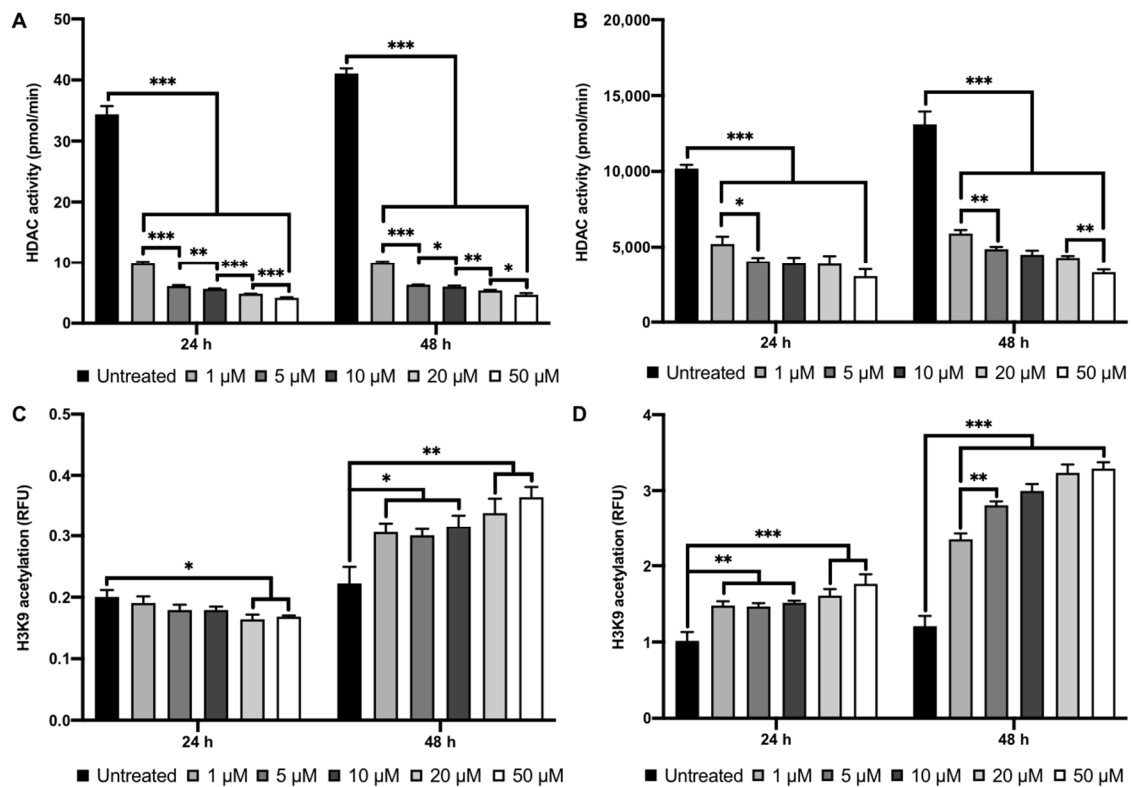 A
HDAC activity (pmol/min)
50
40
30
20
10
0
***
***
***
**
***
***
***
*
**
*
24 h
48 h
Untreated 1 µM 5 µM 10 µM 20 µM 50 µM
B
HDAC activity (pmol/min)
20,000
15,000
10,000
5,000
0
***
***
*
**
**
24 h
48 h
Untreated 1 µM 5 µM 10 µM 20 µM 50 µM
C
H3K9 acetylation (RFU)
0.5
0.4
0.3
0.2
0.1
0.0
*
**
*
24 h
48 h
Untreated 1 µM 5 µM 10 µM 20 µM 50 µM
D
H3K9 acetylation (RFU)
4
3
2
1
0
***
**
***
**
24 h
48 h
Untreated 1 µM 5 µM 10 µM 20 µM 50 µM